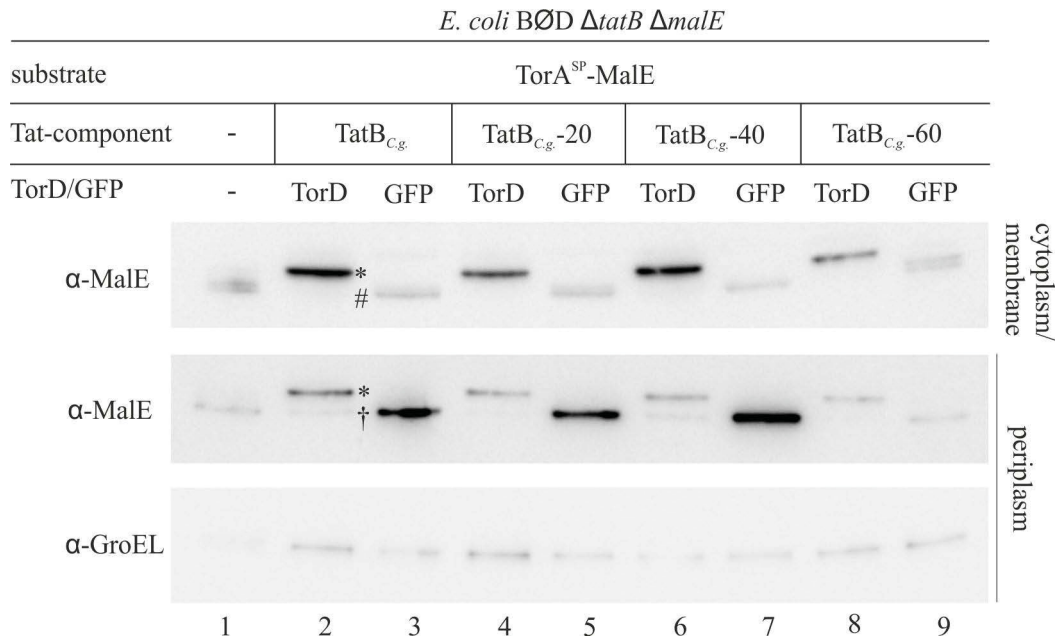 E. coli BØD ΔtatB ΔmalE
substrate TorA^SP-MalE
Tat-component - TatB_C.g. TatB_C.g.-20 TatB_C.g.-40 TatB_C.g.-60
TorD/GFP - TorD GFP TorD GFP TorD GFP TorD GFP
α-MalE * #
cytoplasm/
membrane
α-MalE * †
periplasm
α-GroEL
1 2 3 4 5 6 7 8 9